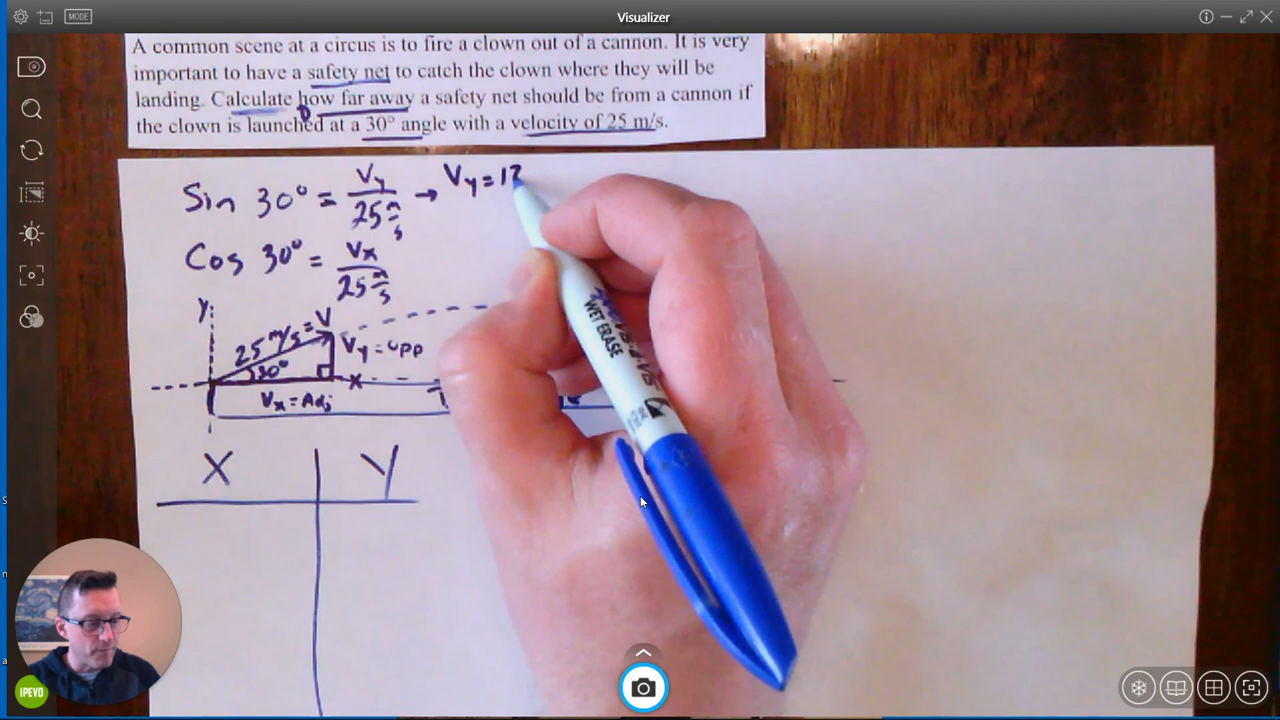 MODE
Visualizer
A common scene at a circus is to fire a clown out of a cannon. It is very
important to have a safety net to catch the clown where they will be
landing. Calculate how far away a safety net should be from a cannon if
the clown is launched at a 30° angle with a velocity of 25 m/s.
Sin 30° = Vy / 25 m/s → Vy = 12
Cos 30° = Vx / 25 m/s
y
25 m/s = V
Vy = opp
30°
x
Vx = Adj
X Y
VIS-À-VIS
WET ERASE
IPEVO